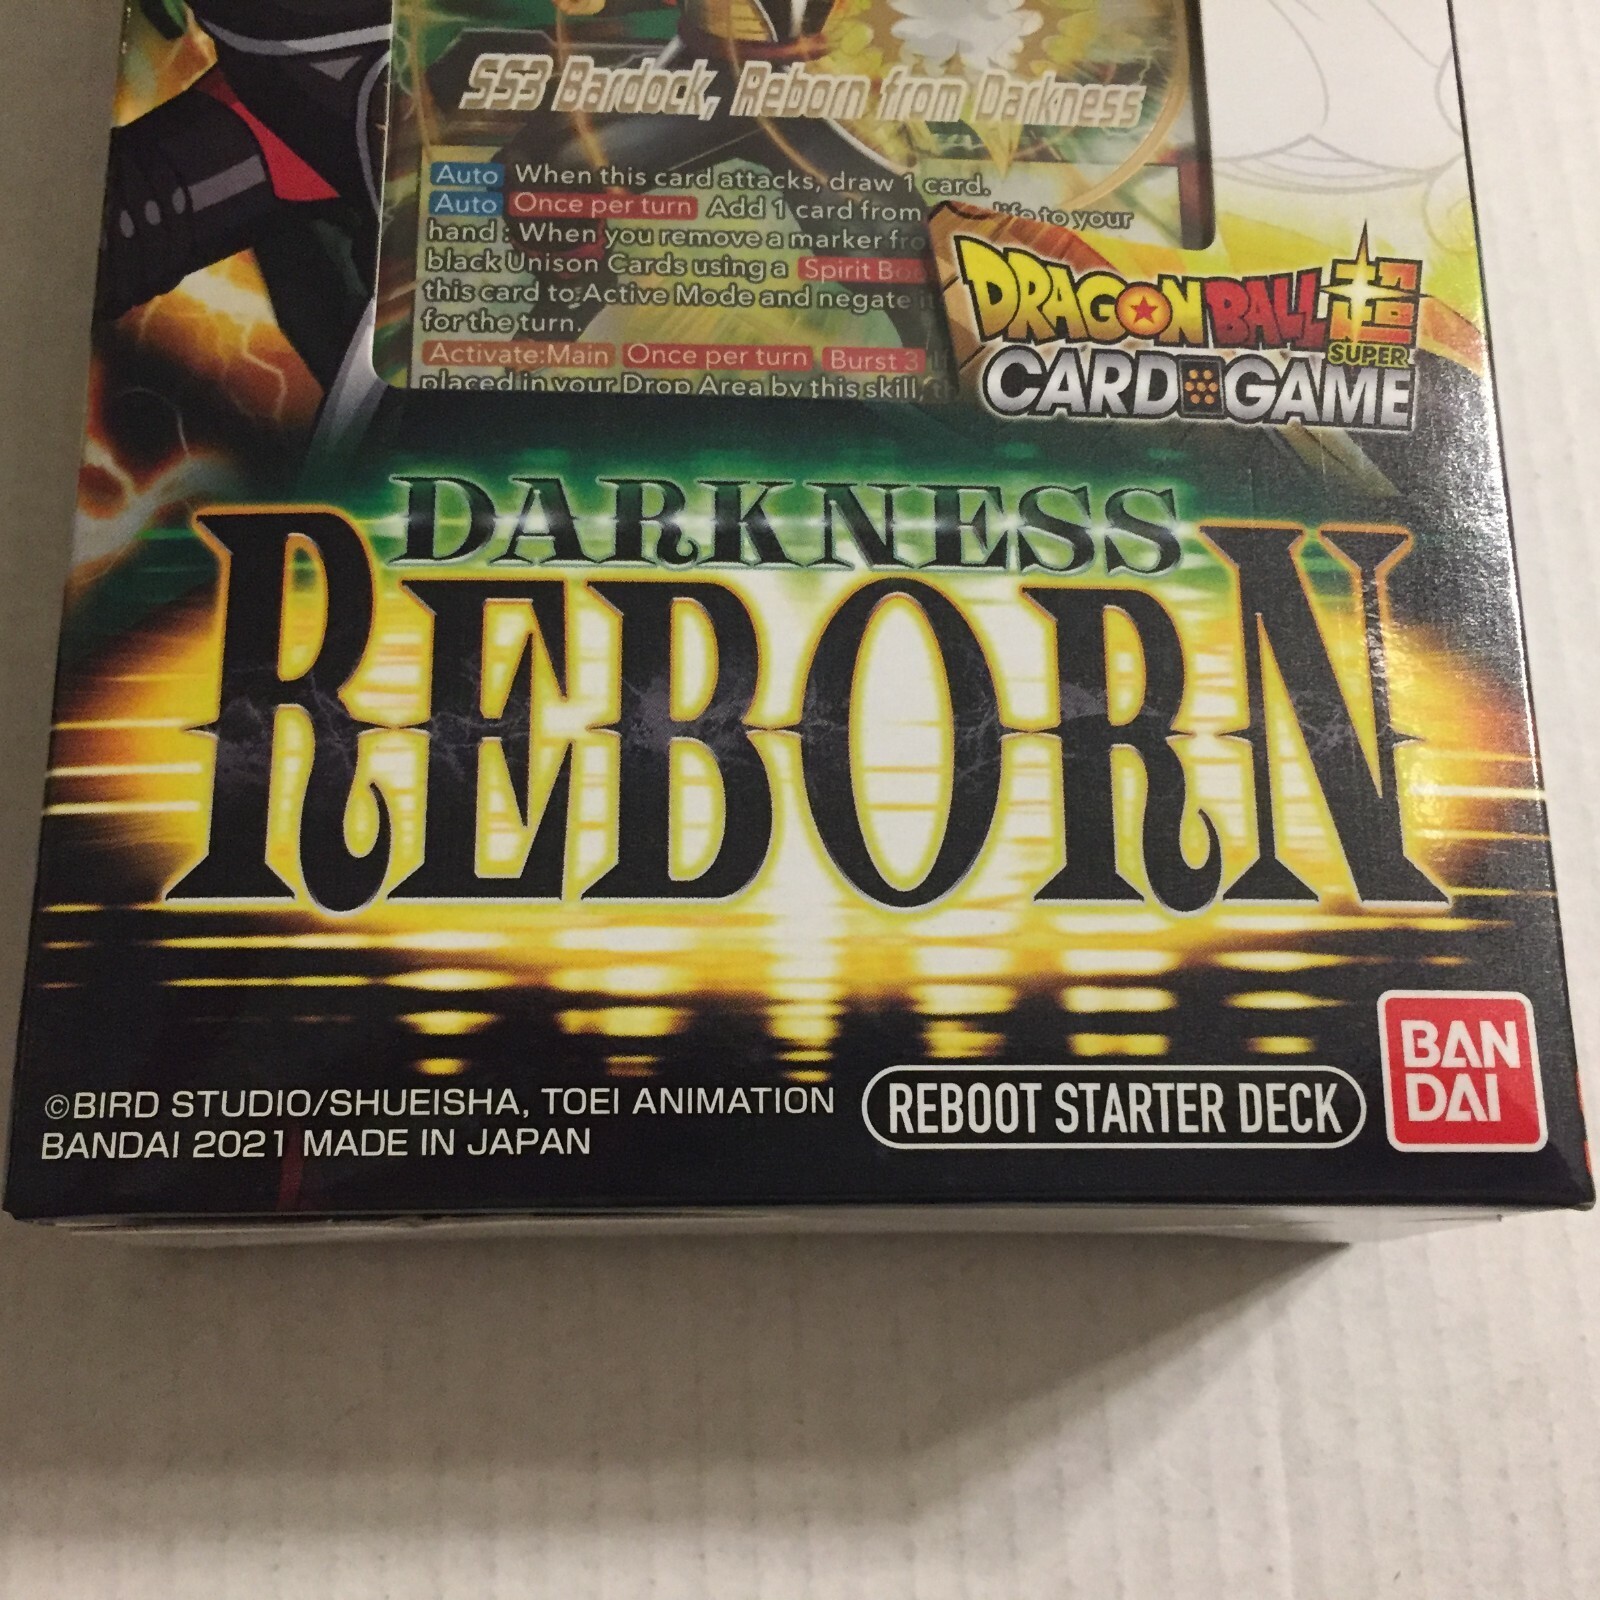 SS3 Bardock, Reborn from Darkness
Auto When this card attacks, draw 1 card.
Auto Once per turn Add 1 card from life to your
hand : When you remove a marker
black Unison Cards using a Spirit
this card to Active Mode and negate
for the turn.
Activate:Main Once per turn Burst 3
placed in your Drop Area by this skill,
DRAGON BALL
SUPER
CARD GAME
DARKNESS
REBORN
©BIRD STUDIO/SHUEISHA, TOEI ANIMATION
BANDAI 2021 MADE IN JAPAN
REBOOT STARTER DECK
BAN
DAI